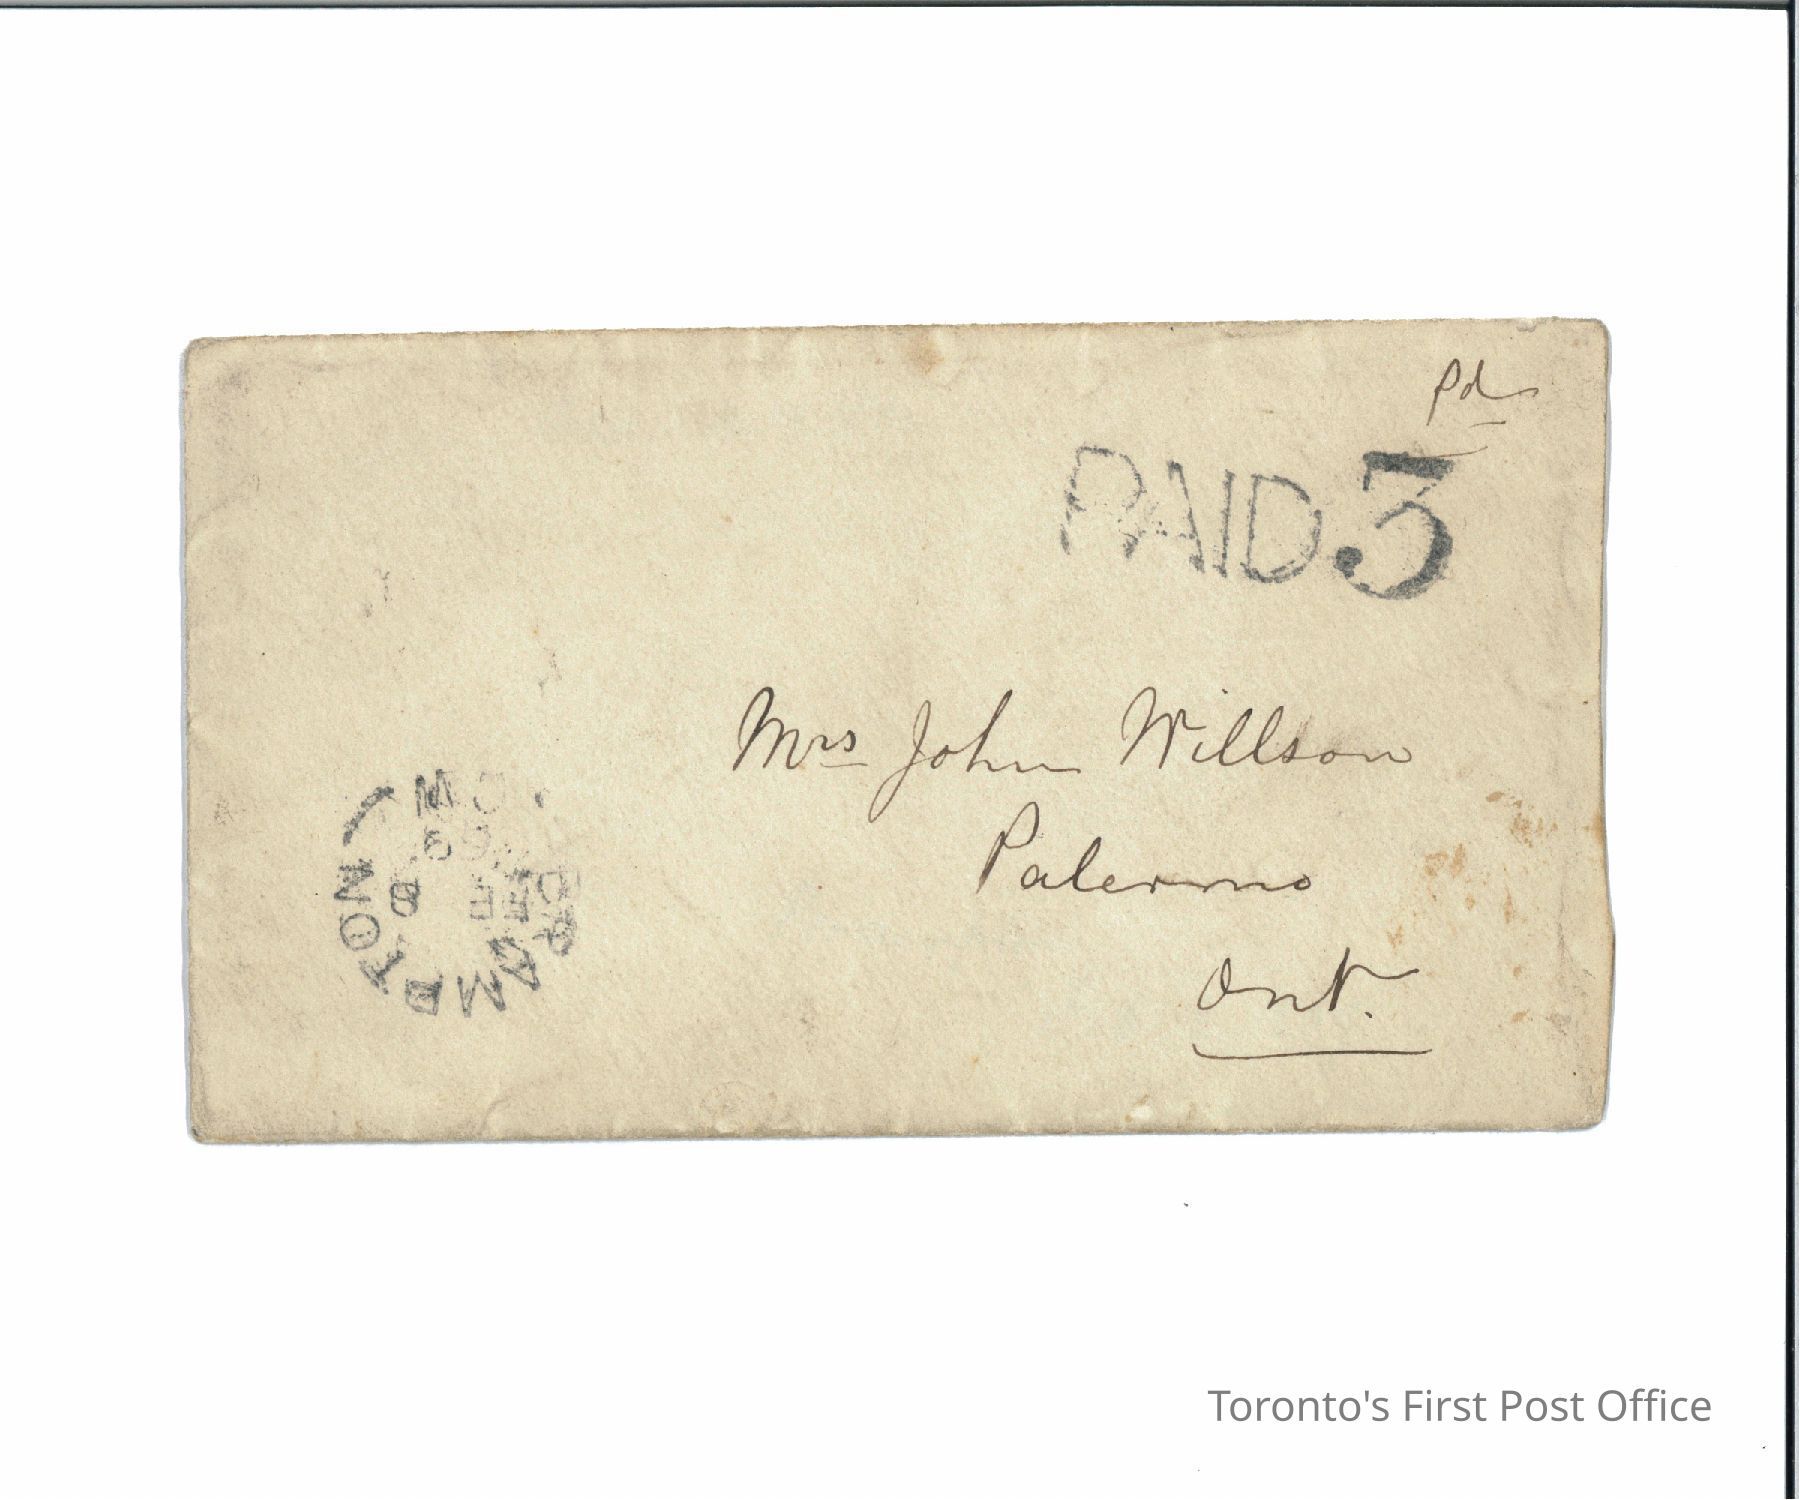 Pd
PAID 3
Mrs John Willson
Palermo
Ont.
BRAMPTON
C.W
Toronto's First Post Office